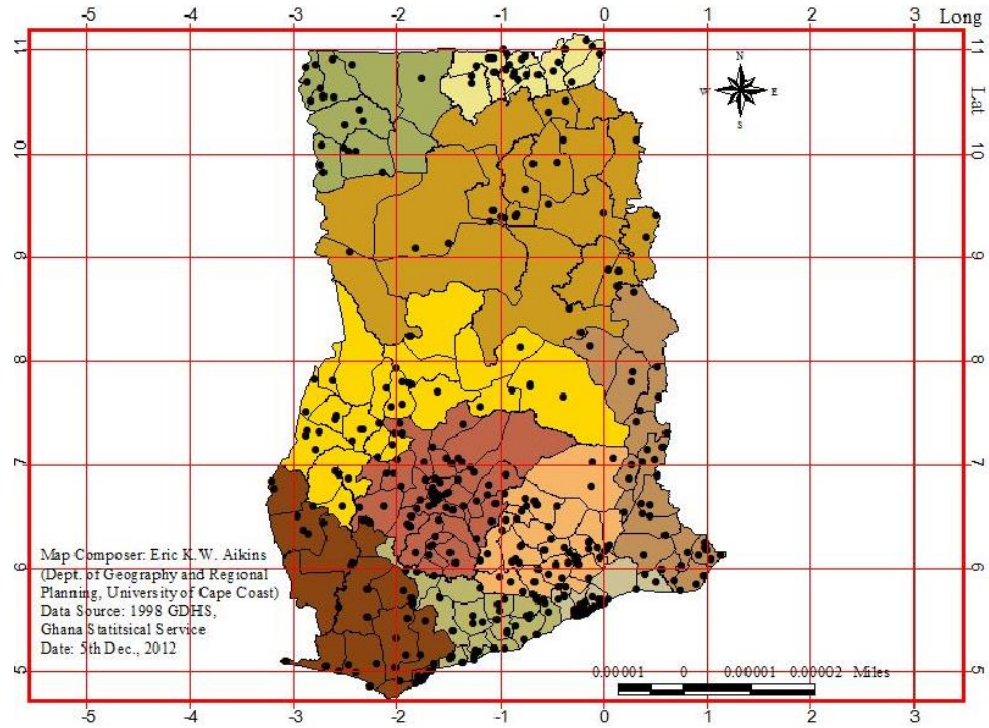 -5 -4 -3 -2 -1 0 1 2 3 Long
11 11
N
W E
S
Lat
10 10
9 9
8 8
7 7
Map Composer: Eric K.W. Aikins
(Dept. of Geography and Regional
Planning, University of Cape Coast)
Data Source: 1998 GDHS,
Ghana Statitsical Service
Date: 5th Dec., 2012
6 6
5 5
0.00001 0 0.00001 0.00002 Miles
-5 -4 -3 -2 -1 0 1 2 3